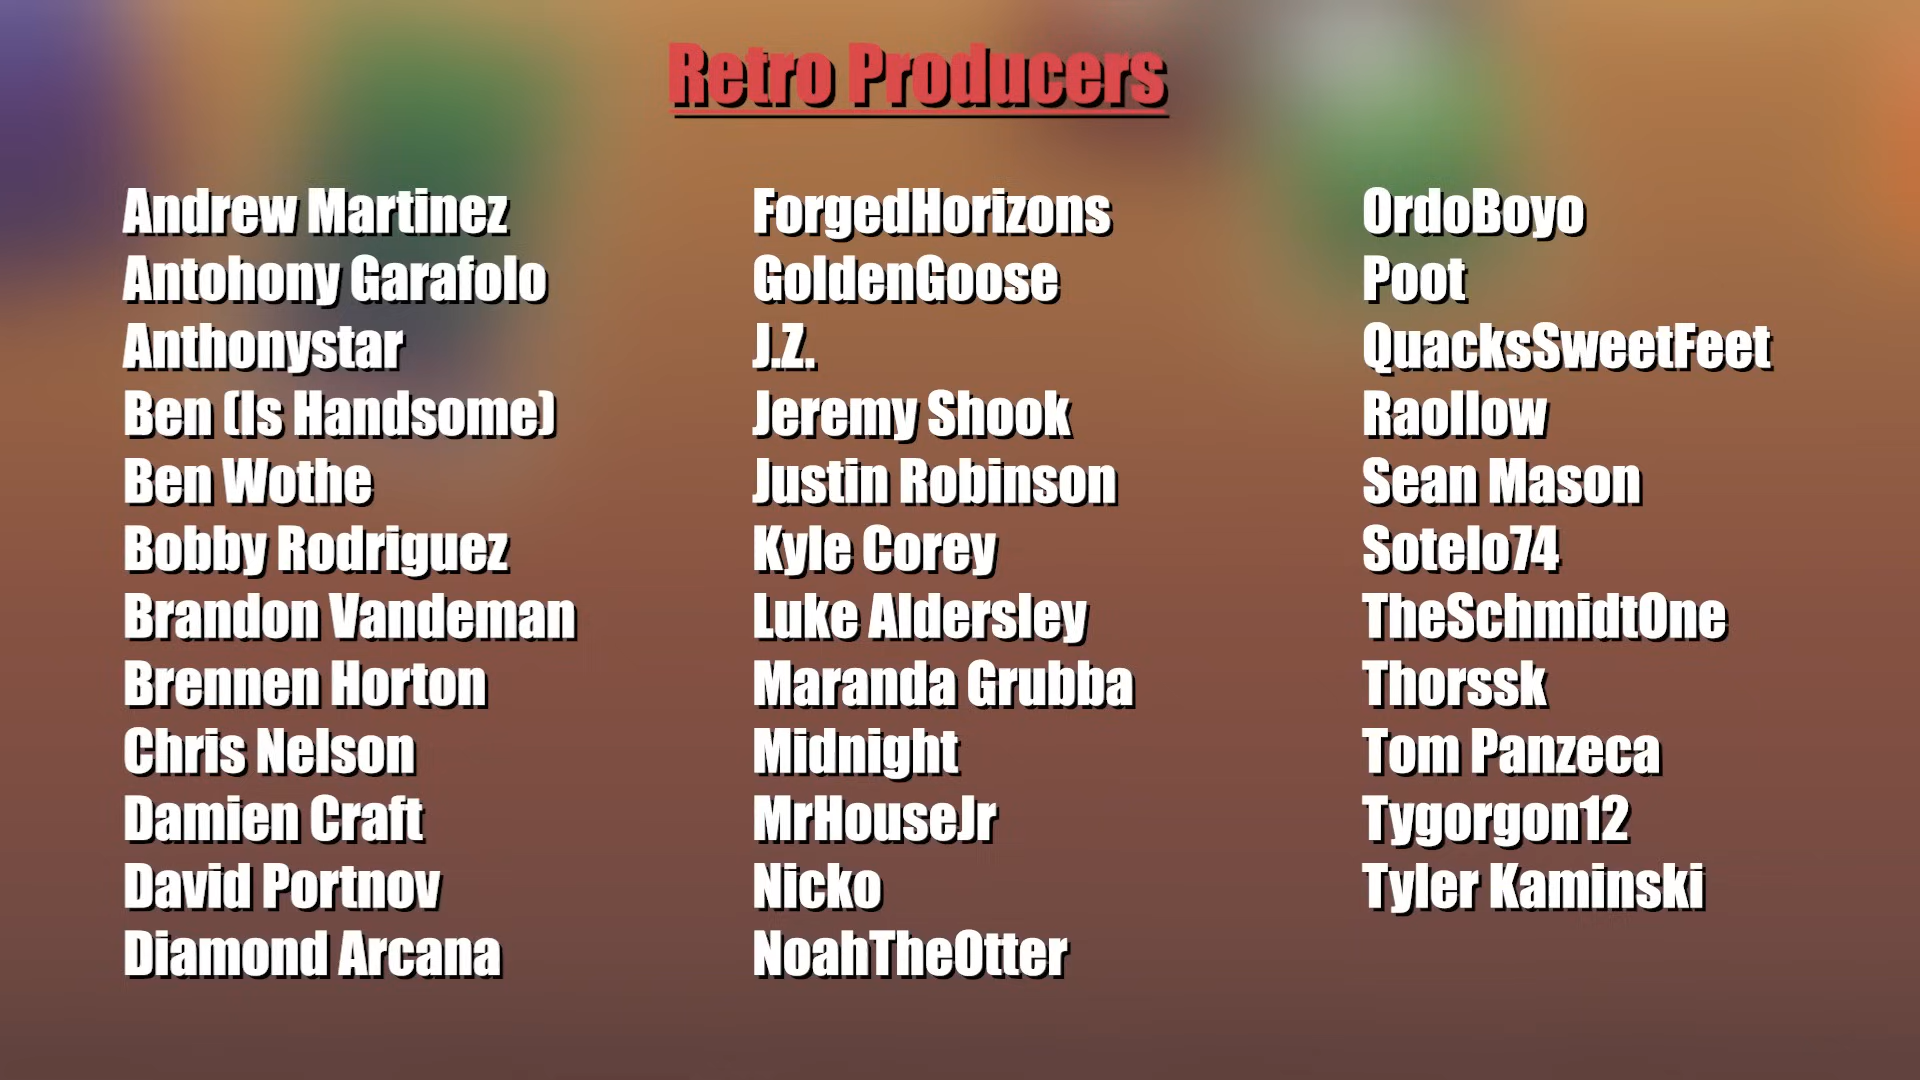 Retro Producers
Andrew Martinez
Antohony Garafolo
Anthonystar
Ben (Is Handsome)
Ben Wothe
Bobby Rodriguez
Brandon Vandeman
Brennen Horton
Chris Nelson
Damien Craft
David Portnov
Diamond Arcana
ForgedHorizons
GoldenGoose
J.Z.
Jeremy Shook
Justin Robinson
Kyle Corey
Luke Aldersley
Maranda Grubba
Midnight
MrHouseJr
Nicko
NoahTheOtter
OrdoBoyo
Poot
QuacksSweetFeet
Raollow
Sean Mason
Sotelo74
TheSchmidtOne
Thorssk
Tom Panzeca
Tygorgon12
Tyler Kaminski